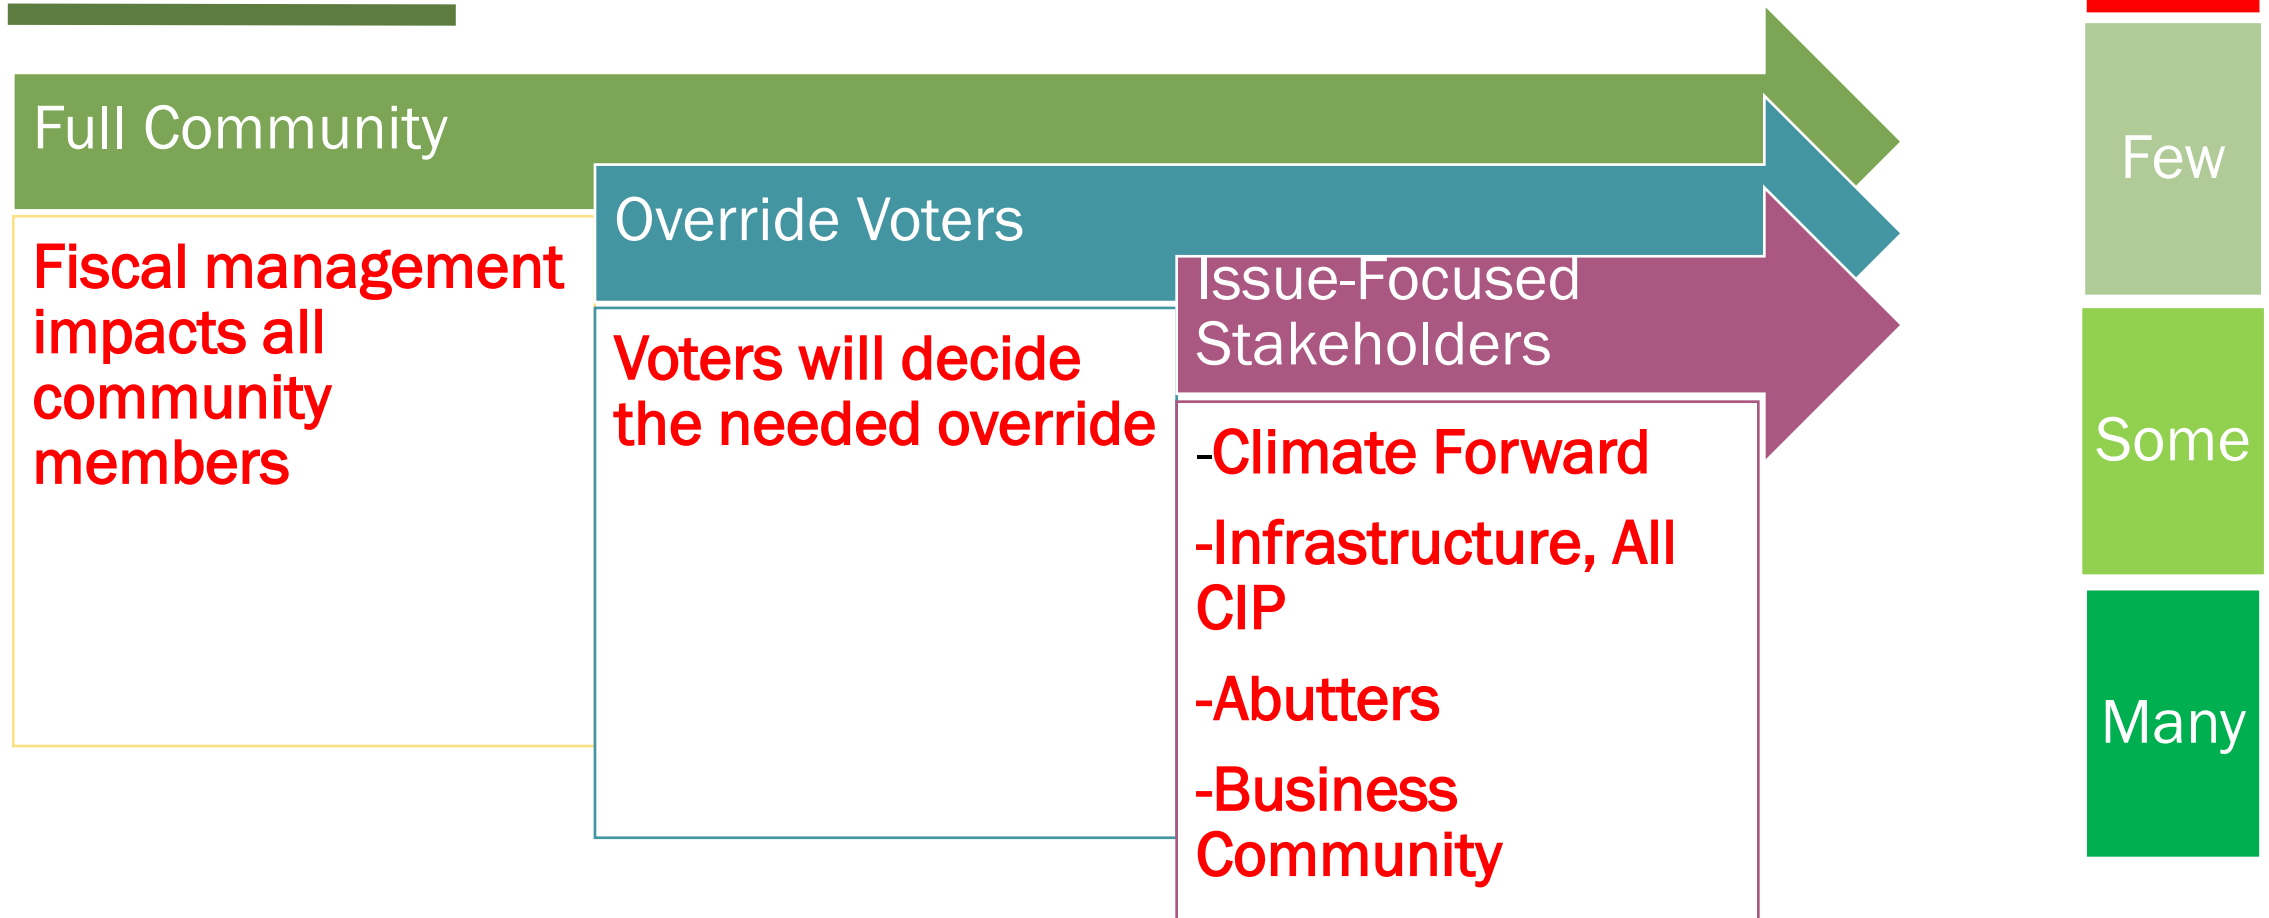 Full Community
Fiscal management
impacts all
community
members
Override Voters
Voters will decide
the needed override
Issue-Focused
Stakeholders
-Climate Forward
-Infrastructure, All
CIP
-Abutters
-Business
Community
Few
Some
Many